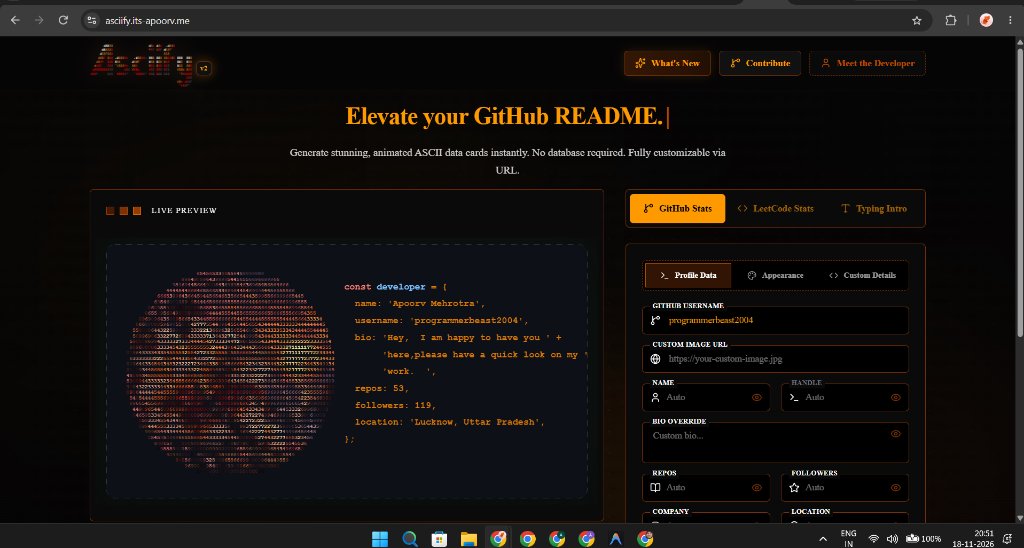 asciify.its-apoorv.me
Asciify
v2
What's New
Contribute
Meet the Developer
Elevate your GitHub README.|
Generate stunning, animated ASCII data cards instantly. No database required. Fully customizable via
URL.
LIVE PREVIEW
const developer = {
name: 'Apoorv Mehrotra',
username: 'programmerbeast2004',
bio: 'Hey, I am happy to have you ' +
'here,please have a quick look on my '
'work. ',
repos: 53,
followers: 119,
location: 'Lucknow, Uttar Pradesh',
};
GitHub Stats
<> LeetCode Stats
Typing Intro
>_ Profile Data
Appearance
<> Custom Details
GITHUB USERNAME
programmerbeast2004
CUSTOM IMAGE URL
https://your-custom-image.jpg
NAME
HANDLE
Auto
>_ Auto
BIO OVERRIDE
Custom bio...
REPOS
FOLLOWERS
Auto
Auto
COMPANY
LOCATION
ENG
IN
100%
20:51
18-11-2026